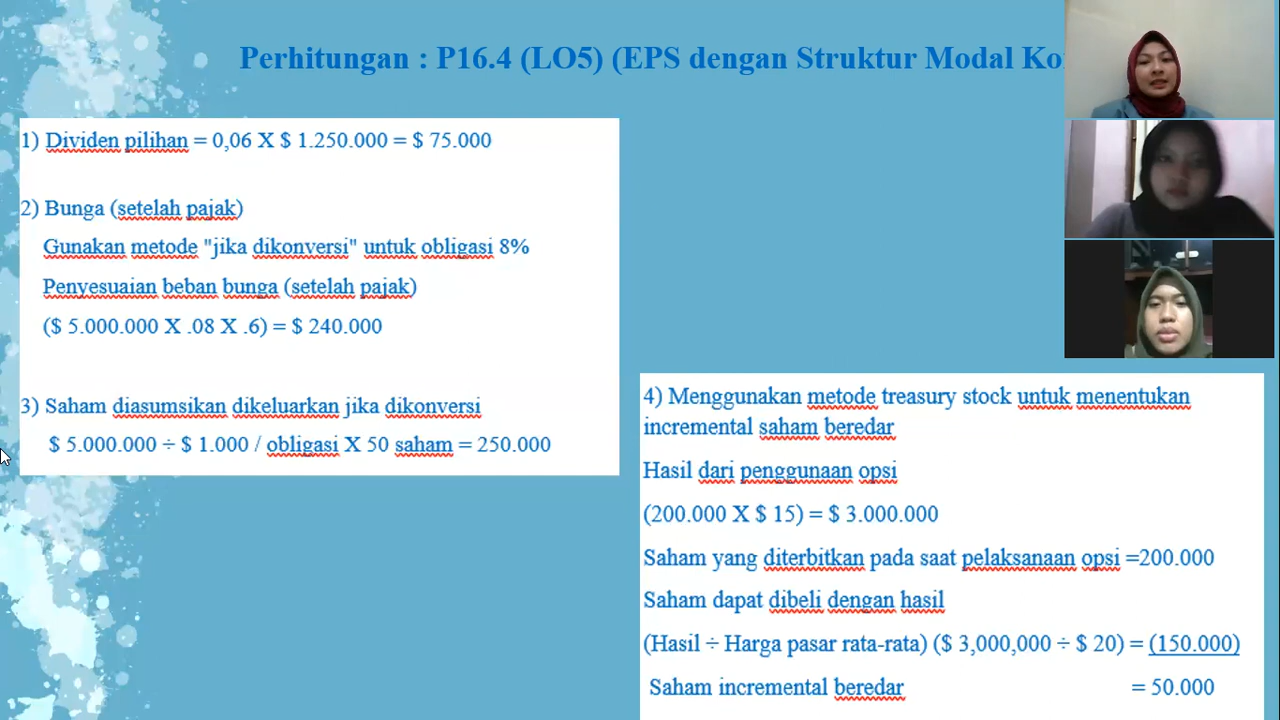 Perhitungan : P16.4 (LO5) (EPS dengan Struktur Modal
1) Dividen pilihan = 0,06 X $ 1.250.000 = $ 75.000
2) Bunga (setelah pajak)
Gunakan metode "jika dikonversi" untuk obligasi 8%
Penyesuaian beban bunga (setelah pajak)
($ 5.000.000 X .08 X .6) = $ 240.000
3) Saham diasumsikan dikeluarkan jika dikonversi
$ 5.000.000 ÷ $ 1.000 / obligasi X 50 saham = 250.000
4) Menggunakan metode treasury stock untuk menentukan
incremental saham beredar
Hasil dari penggunaan opsi
(200.000 X $ 15) = $ 3.000.000
Saham yang diterbitkan pada saat pelaksanaan opsi =200.000
Saham dapat dibeli dengan hasil
(Hasil ÷ Harga pasar rata-rata) ($ 3,000,000 ÷ $ 20) = (150.000)
Saham incremental beredar = 50.000